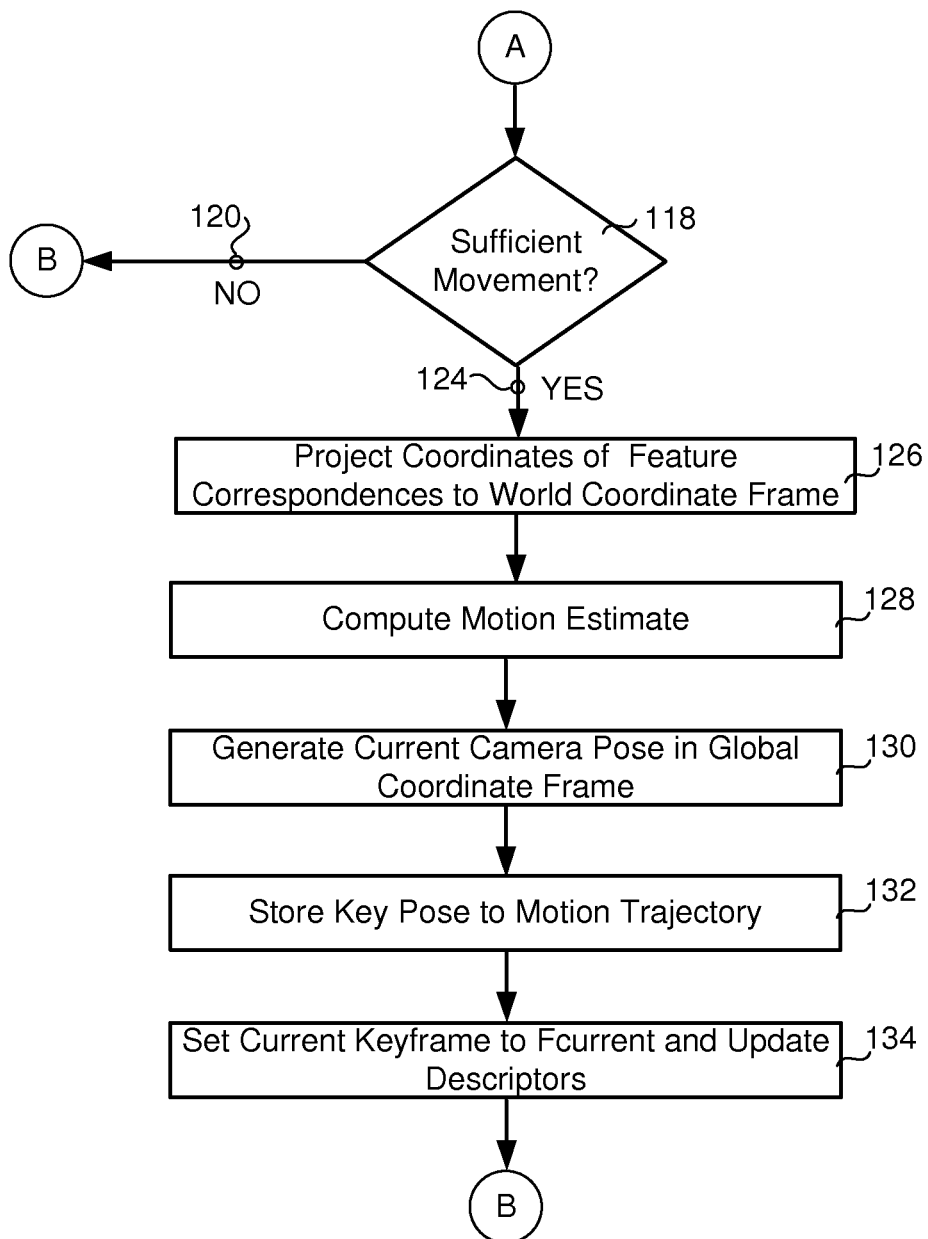 A
Sufficient
Movement?
118
120
B
NO
124
YES
Project Coordinates of Feature
Correspondences to World Coordinate Frame
126
Compute Motion Estimate
128
Generate Current Camera Pose in Global
Coordinate Frame
130
Store Key Pose to Motion Trajectory
132
Set Current Keyframe to Fcurrent and Update
Descriptors
134
B